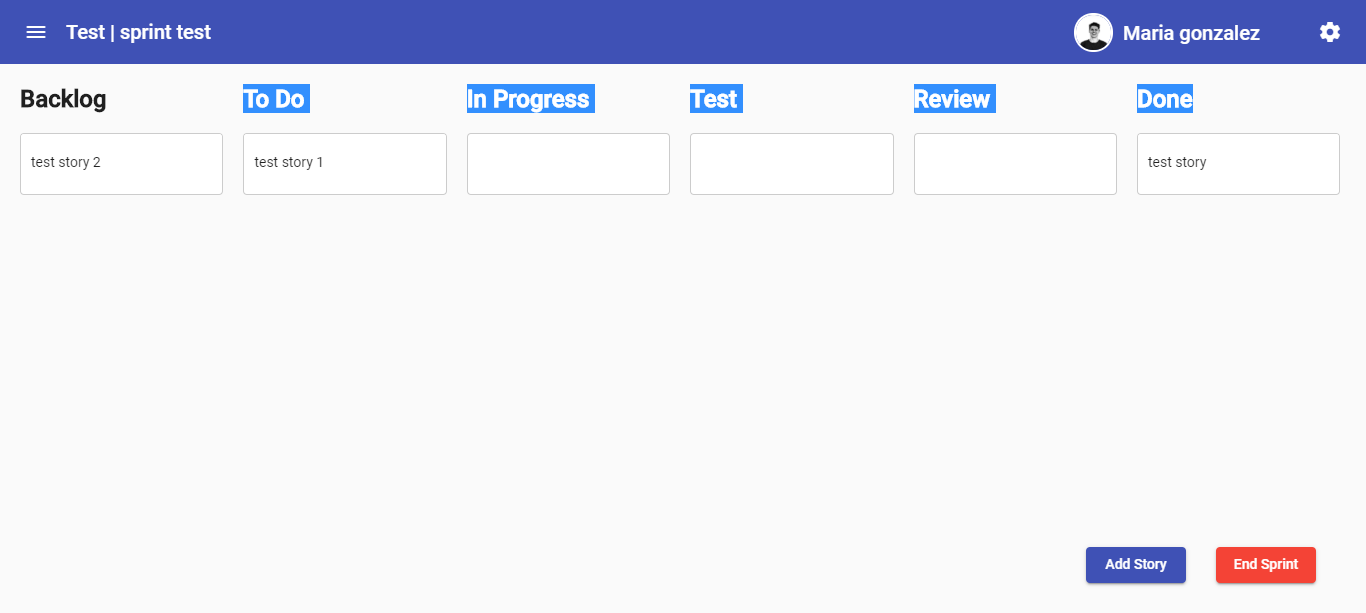 Test | sprint test
Maria gonzalez
Backlog
To Do
In Progress
Test
Review
Done
test story 2
test story 1
test story
Add Story
End Sprint